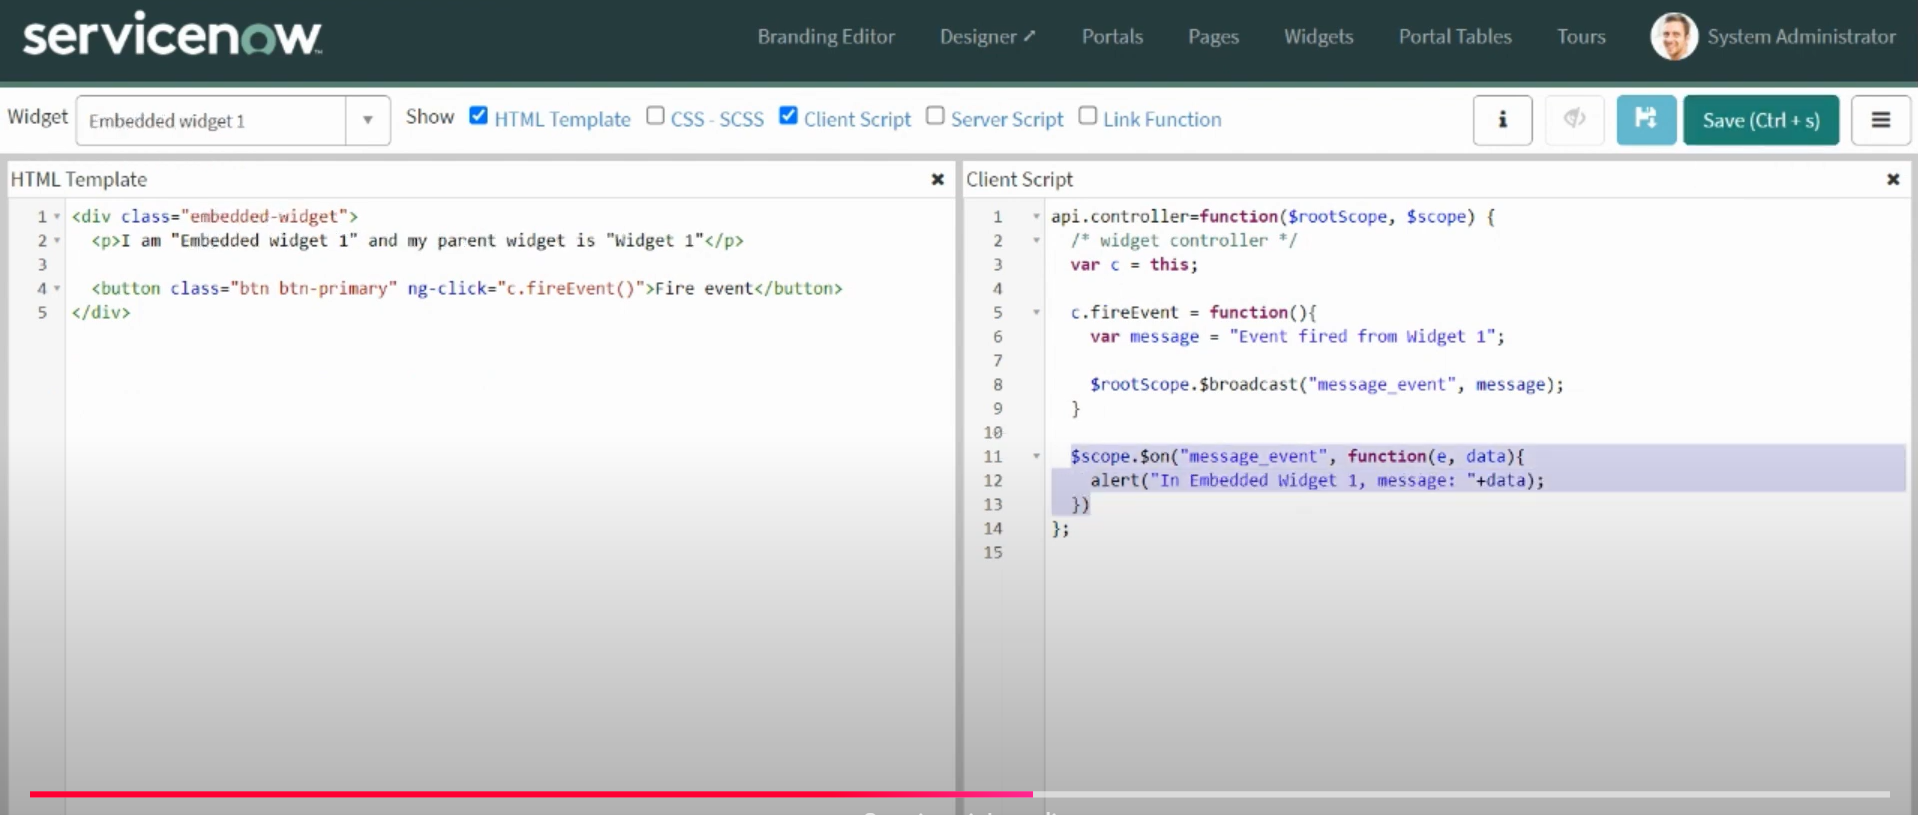 servicenow
Branding Editor Designer Portals Pages Widgets Portal Tables Tours System Administrator
Widget Embedded widget 1 Show HTML Template CSS - SCSS Client Script Server Script Link Function i Save (Ctrl + s)
HTML Template
1 <div class="embedded-widget">
2 <p>I am "Embedded widget 1" and my parent widget is "Widget 1"</p>
3
4 <button class="btn btn-primary" ng-click="c.fireEvent()">Fire event</button>
5 </div>
Client Script
1 api.controller=function($rootScope, $scope) {
2 /* widget controller */
3 var c = this;
4
5 c.fireEvent = function(){
6 var message = "Event fired from Widget 1";
7
8 $rootScope.$broadcast("message_event", message);
9 }
10
11 $scope.$on("message_event", function(e, data){
12 alert("In Embedded Widget 1, message: "+data);
13 })
14 };
15